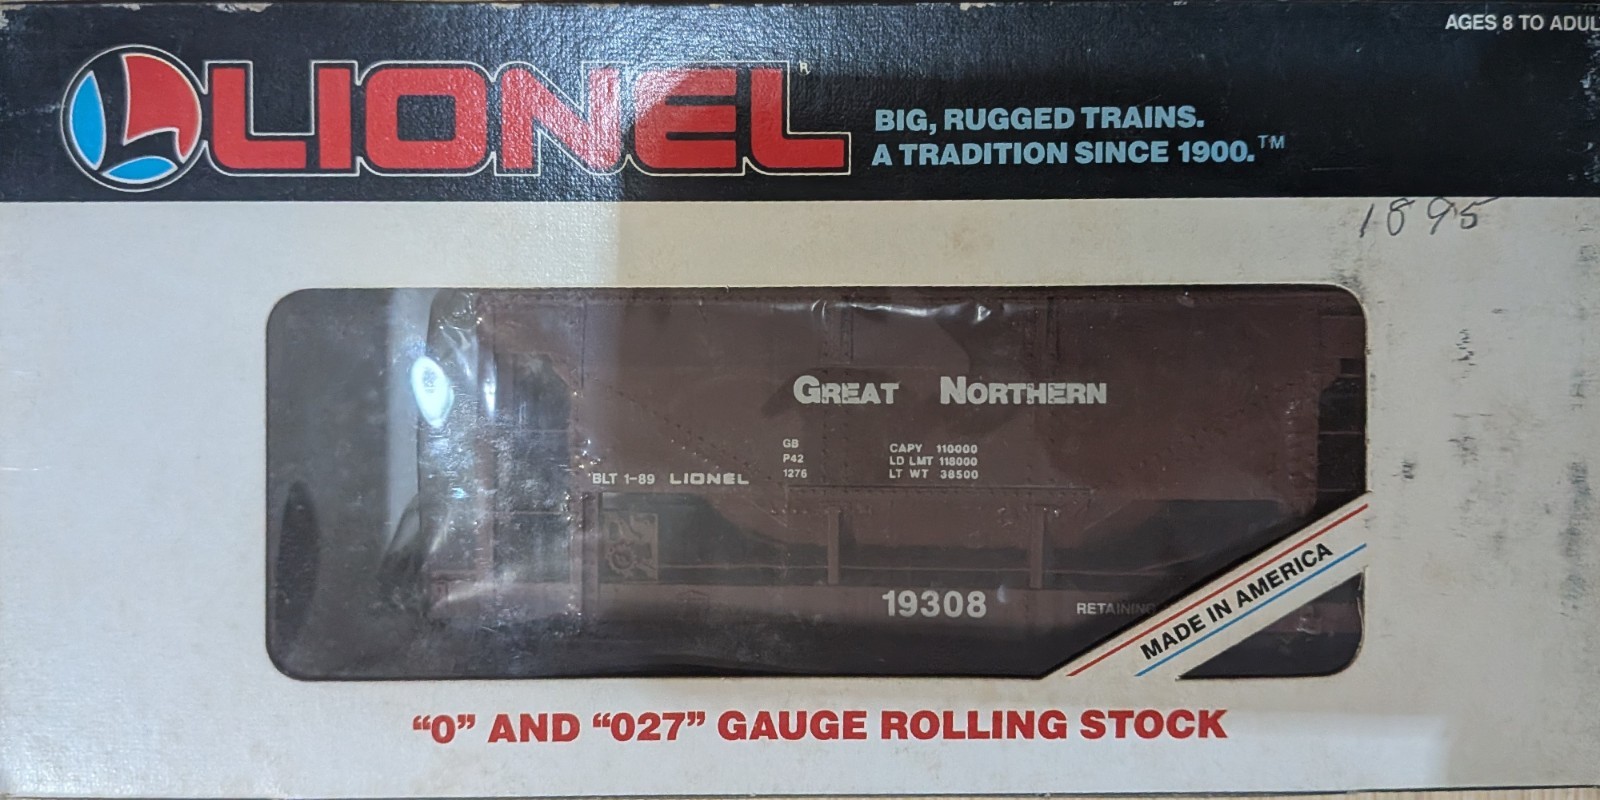 AGES 8 TO ADUL
LIONEL
BIG, RUGGED TRAINS.
A TRADITION SINCE 1900.™
1895
GREAT NORTHERN
GB
P42
1276
CAPY 110000
LD LMT 118000
LT WT 38500
BLT 1-89 LIONEL
19308
RETAINING
MADE IN AMERICA
“O” AND “027” GAUGE ROLLING STOCK